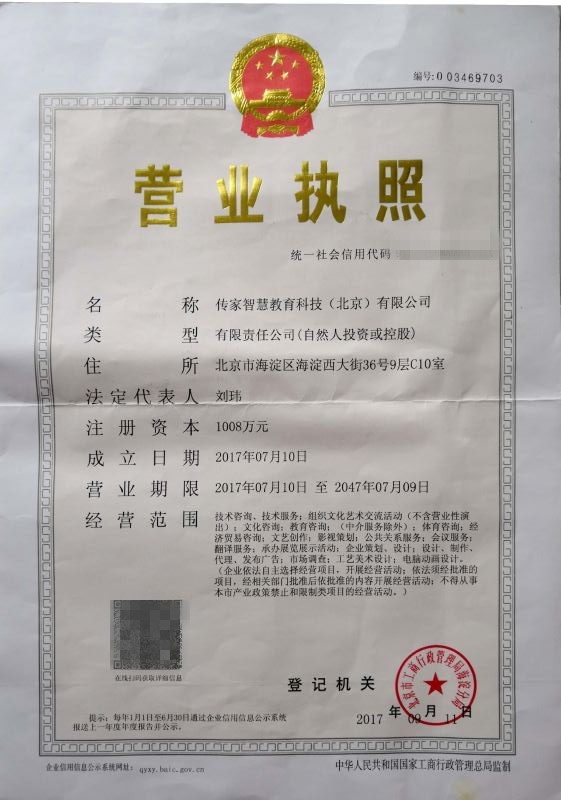 编号:0 03469703
营业执照
统一社会信用代码
名称 传家智慧教育科技（北京）有限公司
类型 有限责任公司(自然人投资或控股)
住所 北京市海淀区海淀西大街36号9层C10室
法定代表人 刘玮
注册资本 1008万元
成立日期 2017年07月10日
营业期限 2017年07月10日 至 2047年07月09日
经营范围 技术咨询、技术服务；组织文化艺术交流活动（不含营业性演
出）；文化咨询；教育咨询；（中介服务除外）；体育咨询；经
济贸易咨询；文艺创作；影视策划；公共关系服务；会议服务；
翻译服务；承办展览展示活动；企业策划、设计；设计、制作、
代理、发布广告；市场调查；工艺美术设计；电脑动画设计。
（企业依法自主选择经营项目，开展经营活动；依法须经批准的
项目，经相关部门批准后依批准的内容开展经营活动；不得从事
本市产业政策禁止和限制类项目的经营活动。）
在线扫码获取详细信息
登记机关
北京市工商行政管理局海淀分局
2017 年 09 月 11 日
提示：每年1月1日至6月30日通过企业信用信息公示系统
报送上一年度年度报告并公示。
企业信用信息公示系统网址： qyxy.baic.gov.cn
中华人民共和国国家工商行政管理总局监制